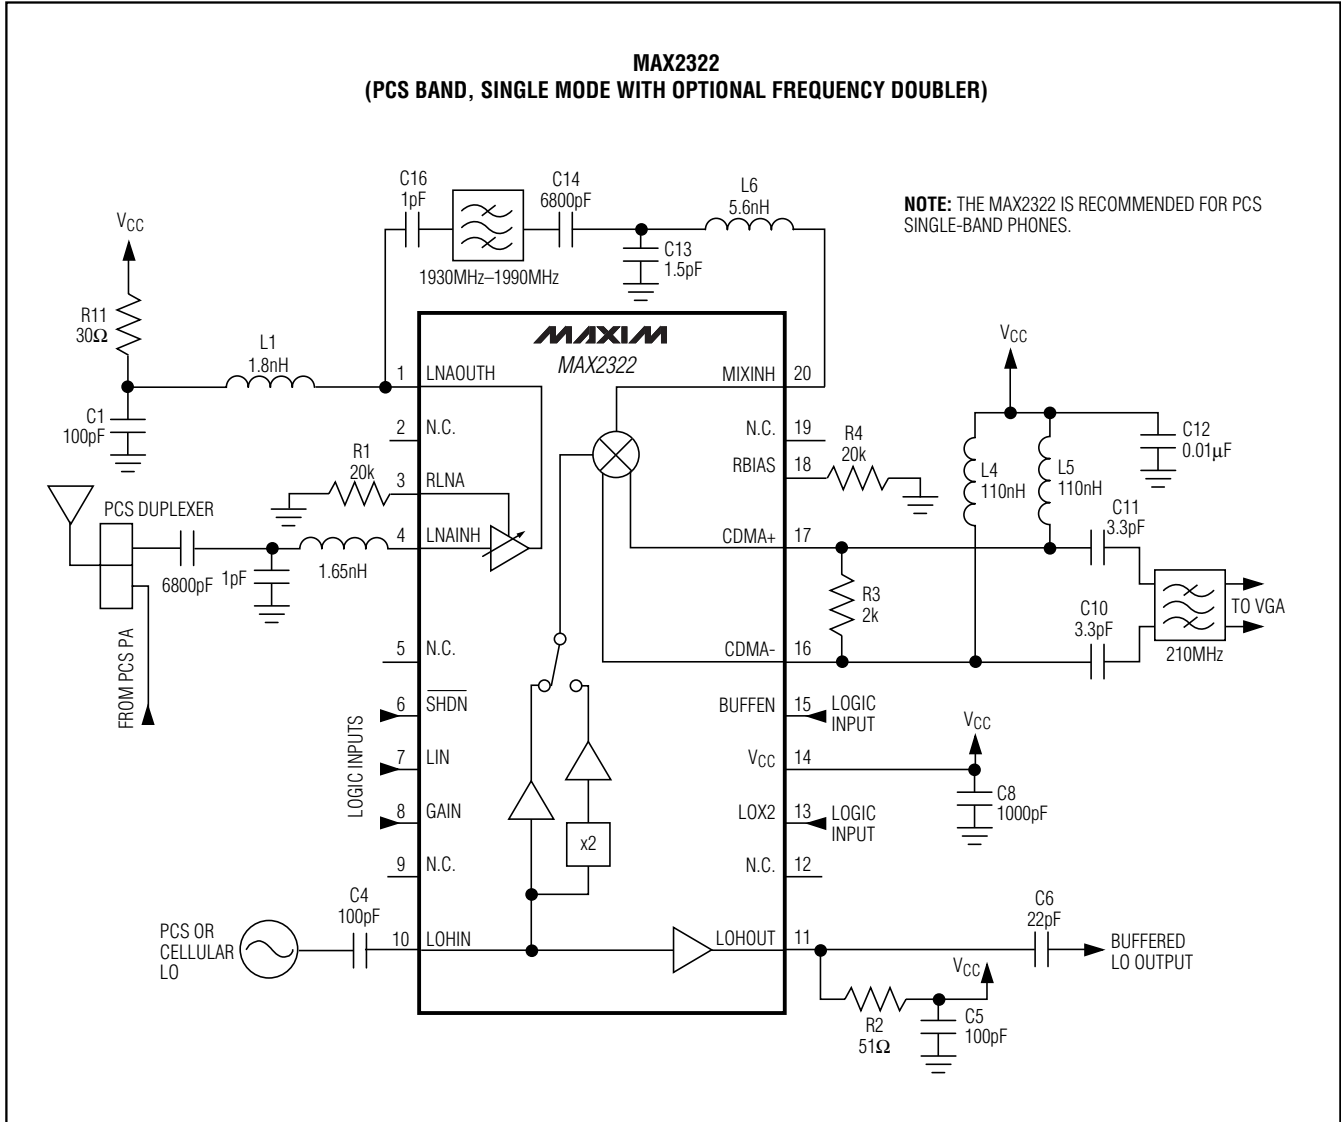 MAX2322
(PCS BAND, SINGLE MODE WITH OPTIONAL FREQUENCY DOUBLER)
C16
1pF
C14
6800pF
L6
5.6nH
NOTE: THE MAX2322 IS RECOMMENDED FOR PCS
SINGLE-BAND PHONES.
VCC
C13
1.5pF
1930MHz–1990MHz
R11
30Ω
L1
1.8nH
MAXIM
MAX2322
VCC
1
LNAOUTH
MIXINH
20
C1
100pF
2
N.C.
N.C.
19
R4
20k
C12
0.01µF
R1
20k
3
RLNA
RBIAS
18
L4
110nH
L5
110nH
PCS DUPLEXER
C11
3.3pF
4
LNAINH
CDMA+
17
6800pF
1pF
1.65nH
R3
2k
C10
3.3pF
TO VGA
210MHz
5
N.C.
CDMA-
16
FROM PCS PA
LOGIC INPUTS
6
SHDN
BUFFEN
15
LOGIC
INPUT
7
LIN
VCC
14
VCC
C8
1000pF
8
GAIN
LOX2
13
LOGIC
INPUT
x2
9
N.C.
N.C.
12
C4
100pF
C6
22pF
PCS OR
CELLULAR
LO
10
LOHIN
LOHOUT
11
BUFFERED
LO OUTPUT
VCC
R2
51Ω
C5
100pF